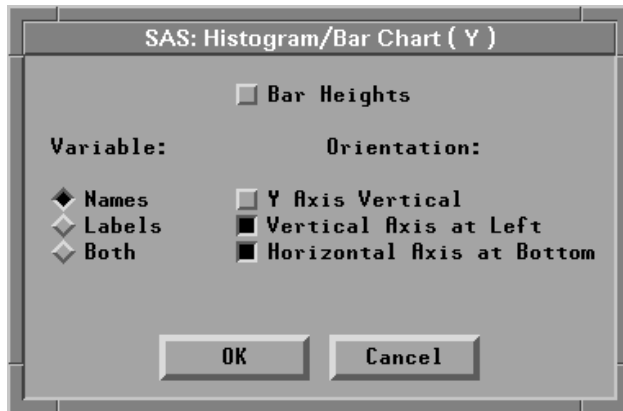 SAS: Histogram/Bar Chart ( Y )
Bar Heights
Variable:
Orientation:
Names
Y Axis Vertical
Labels
Vertical Axis at Left
Both
Horizontal Axis at Bottom
OK
Cancel